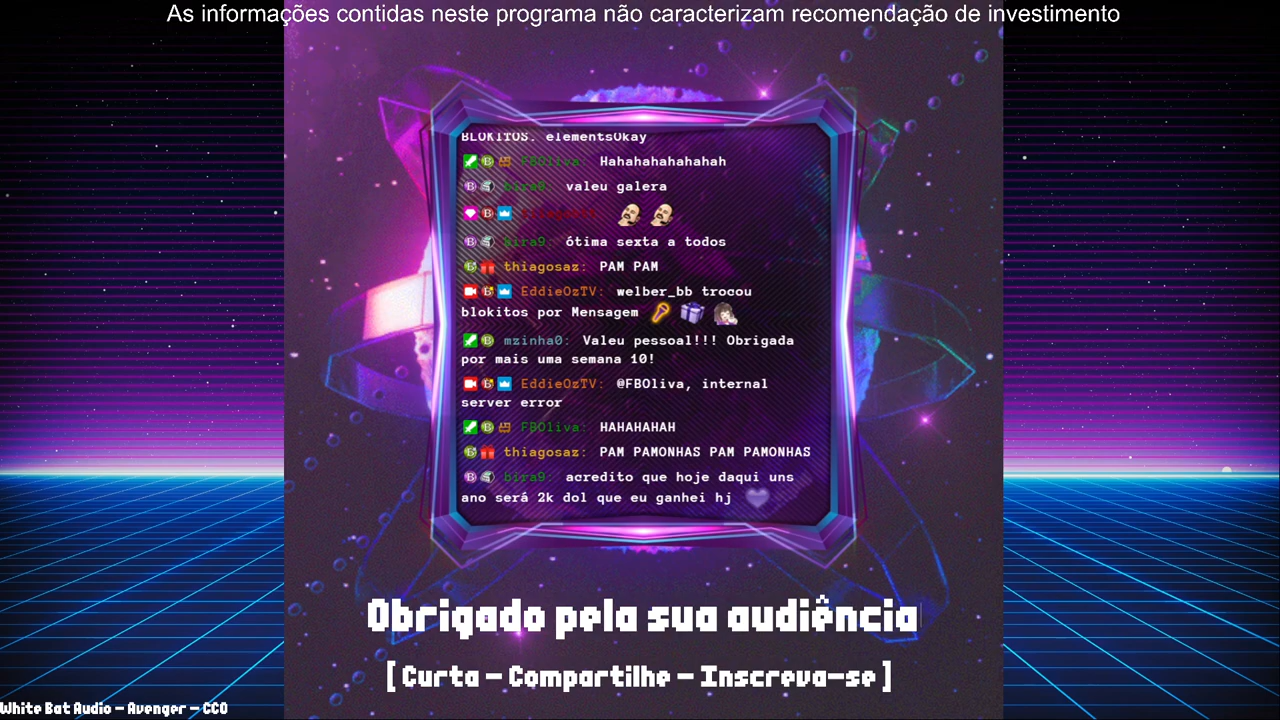 As informações contidas neste programa não caracterizam recomendação de investimento
BLOKITOS. elementsOkay
FBOliva: Hahahahahahahah
bira9: valeu galera
bira9: ótima sexta a todos
thiagosaz: PAM PAM
EddieOzTV: welber_bb trocou
blokitos por Mensagem
mzinha0: Valeu pessoal!!! Obrigada
por mais uma semana 10!
EddieOzTV: @FBOliva, internal
server error
FBOliva: HAHAHAHAH
thiagosaz: PAM PAMONHAS PAM PAMONHAS
bira9: acredito que hoje daqui uns
ano será 2k dol que eu ganhei hj
Obrigado pela sua audiência
[ Curta - Compartilhe - Inscreva-se ]
White Bat Audio - Avenger - CC0